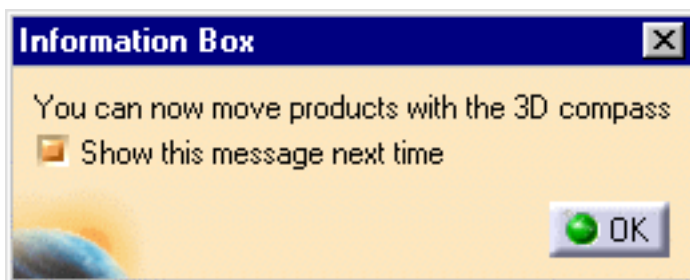 Information Box
You can now move products with the 3D compass
Show this message next time
OK